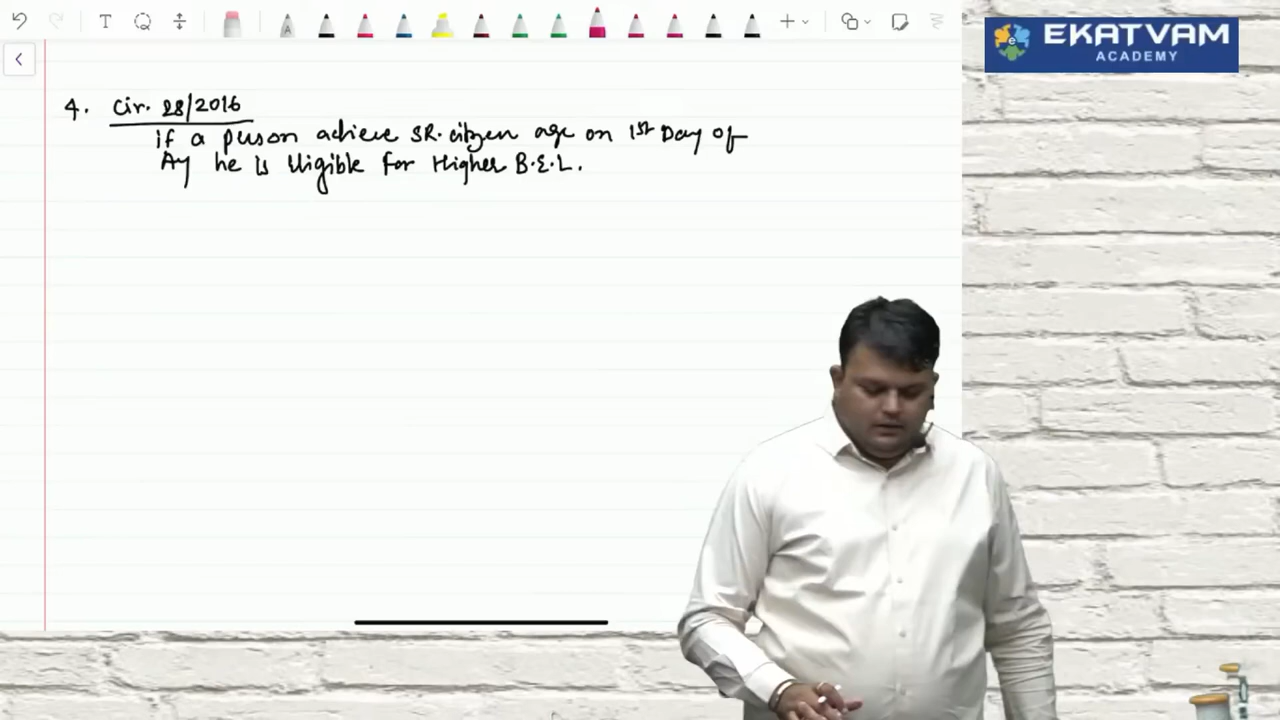 EKATVAM
ACADEMY
4. Cir. 28/2016
If a person achieve SR. citizen age on 1st Day of
Ay he is Eligible for Higher B.E.L.